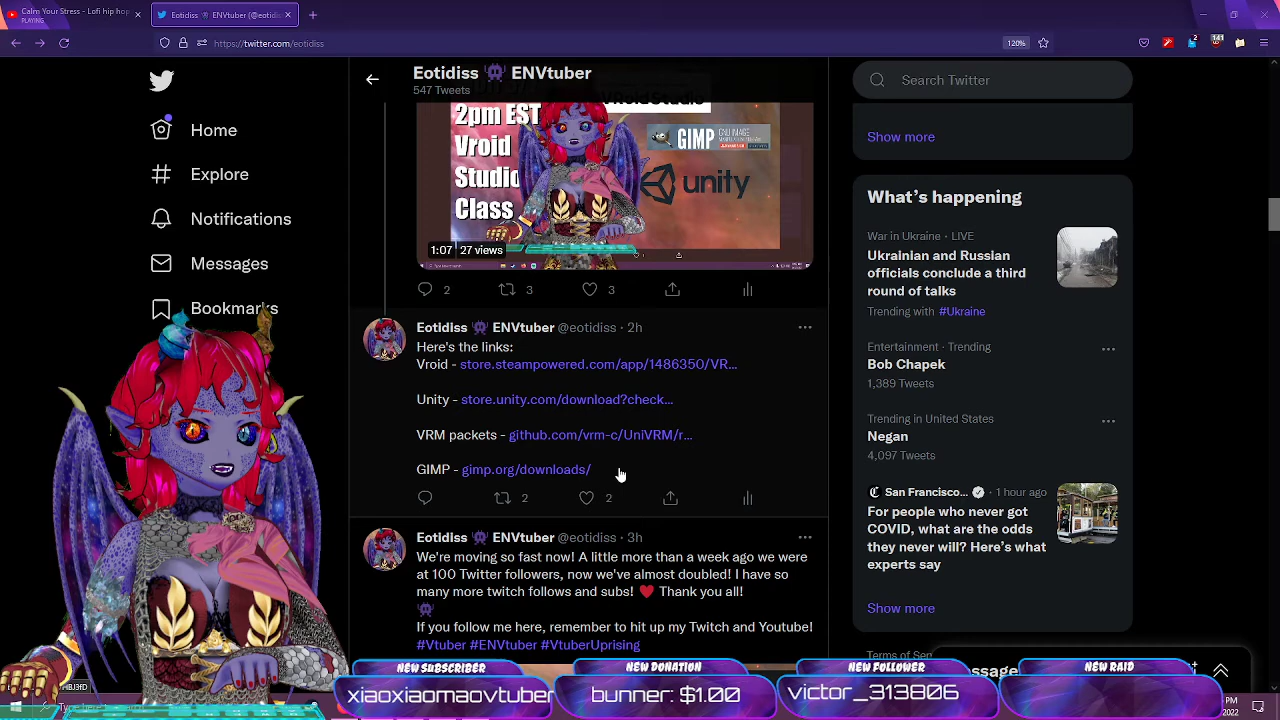 Calm Your Stress - Lofi hip ho
PLAYING
Eotidiss ENVtuber (@eotidis
https://twitter.com/eotidiss
120%
Home
Explore
Notifications
Messages
Bookmarks
Eotidiss ENVtuber
547 Tweets
2pm EST
Vroid
Studio
Class
GIMP
unity
1:07 27 views
2 3 3
Eotidiss ENVtuber @eotidiss · 2h
Here's the links:
Vroid - store.steampowered.com/app/1486350/VR...
Unity - store.unity.com/download?check...
VRM packets - github.com/vrm-c/UniVRM/r...
GIMP - gimp.org/downloads/
2 2
Eotidiss ENVtuber @eotidiss · 3h
We're moving so fast now! A little more than a week ago we were
at 100 Twitter followers, now we've almost doubled! I have so
many more twitch follows and subs! ❤️ Thank you all!
If you follow me here, remember to hit up my Twitch and Youtube!
#Vtuber #ENVtuber #VtuberUprising
Search Twitter
Show more
What's happening
War in Ukraine · LIVE
Ukrainian and Russian
officials conclude a third
round of talks
Trending with #Ukraine
Entertainment · Trending
Bob Chapek
1,389 Tweets
Trending in United States
Negan
4,097 Tweets
San Francisco... · 1 hour ago
For people who never got
COVID, what are the odds
they never will? Here's what
experts say
Show more
Terms of Ser
NEW SUBSCRIBER
xiaoxiaomaovtuber
NEW DONATION
bunner: $1.00
NEW FOLLOWER
victor_313806
NEW RAID
PM